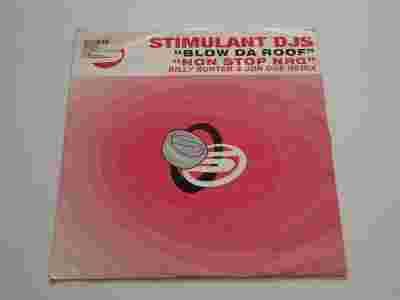 STIMULANT DJS
"BLOW DA ROOF"
"NON STOP NRG"
BILLY BUNTER & JON DOE REMIX